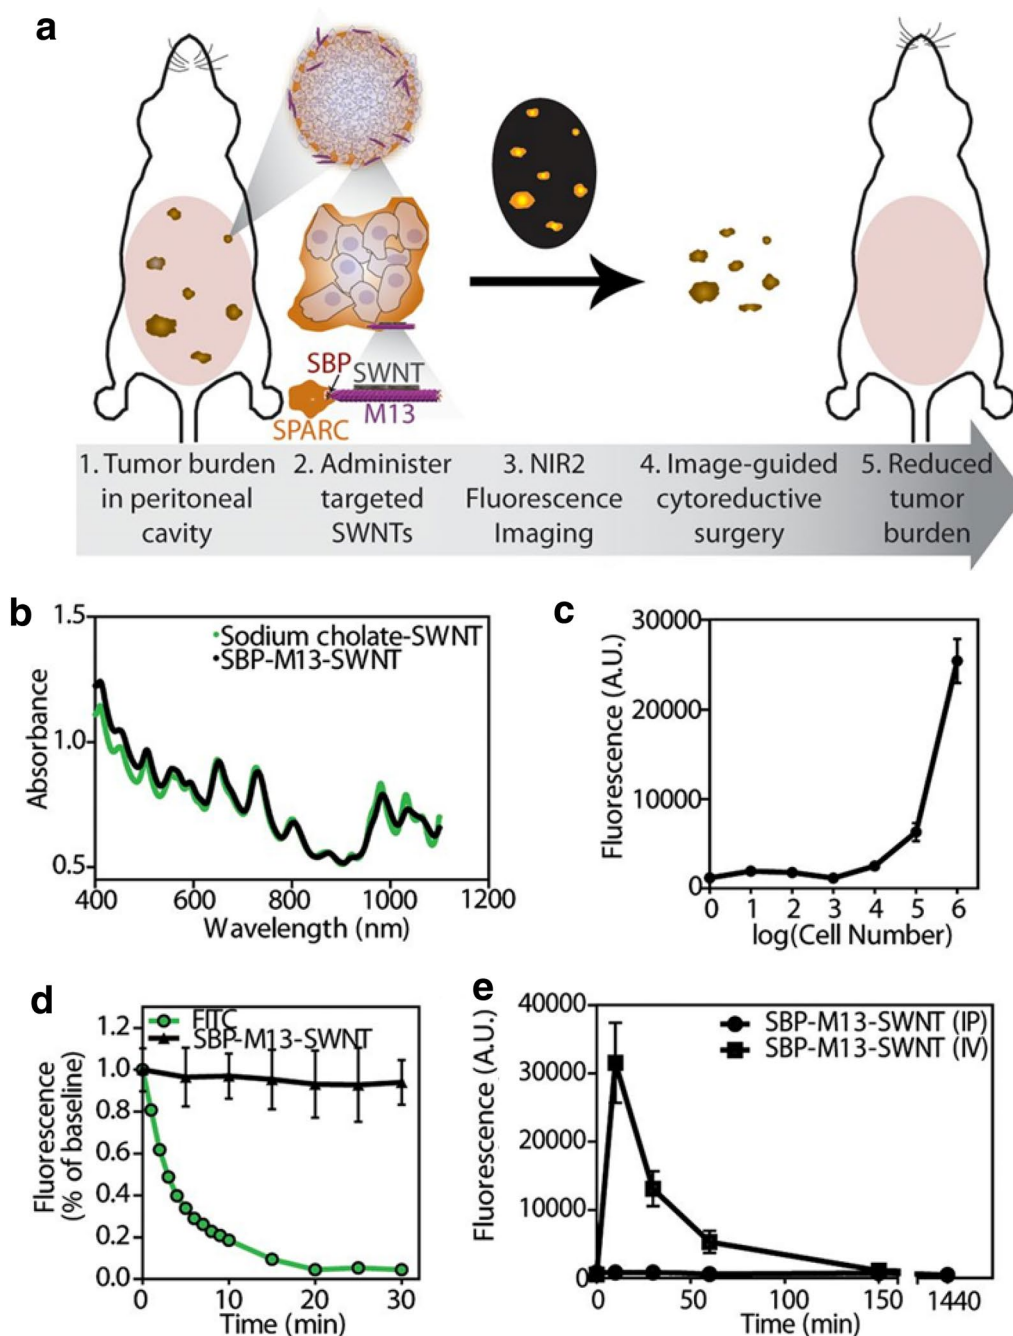 a
SBP
SWNT
M13
SPARC
1. Tumor burden
in peritoneal
cavity
2. Administer
targeted
SWNTs
3. NIR2
Fluorescence
Imaging
4. Image-guided
cytoreductive
surgery
5. Reduced
tumor
burden
b
Absorbance
1.5
1.0
0.5
Sodium cholate-SWNT
SBP-M13-SWNT
400 600 800 1000 1200
Wavelength (nm)
c
Fluorescence (A.U.)
30000
20000
10000
0
0 1 2 3 4 5 6
log(Cell Number)
d
Fluorescence
(% of baseline)
1.2
1.0
0.8
0.6
0.4
0.2
0.0
FITC
SBP-M13-SWNT
0 10 20 30
Time (min)
e
Fluorescence (A.U.)
40000
30000
20000
10000
0
SBP-M13-SWNT (IP)
SBP-M13-SWNT (IV)
0 50 100 150 1440
Time (min)